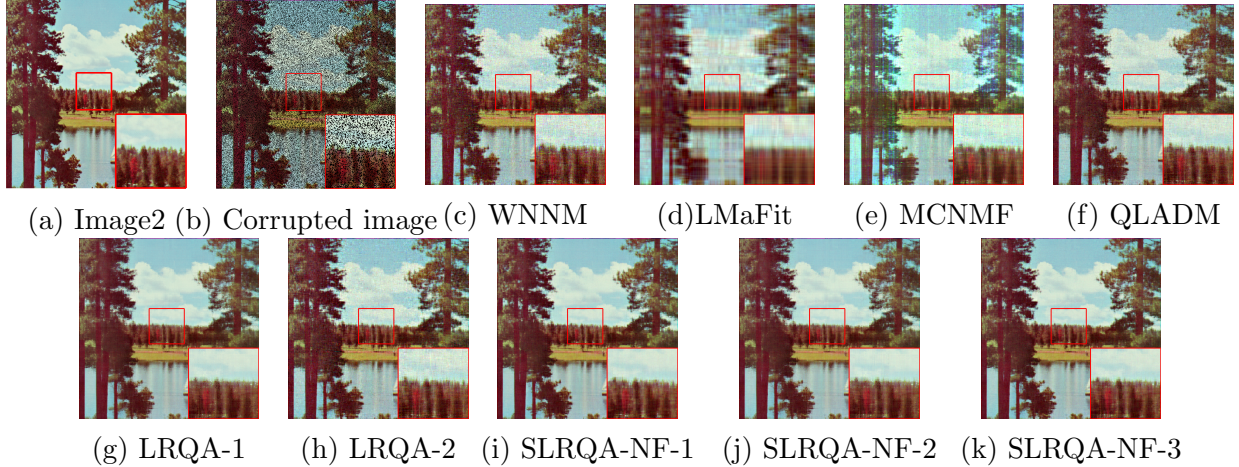 (a) Image2 (b) Corrupted image (c) WNNM (d)LMaFit (e) MCNMF (f) QLADM
(g) LRQA-1 (h) LRQA-2 (i) SLRQA-NF-1 (j) SLRQA-NF-2 (k) SLRQA-NF-3